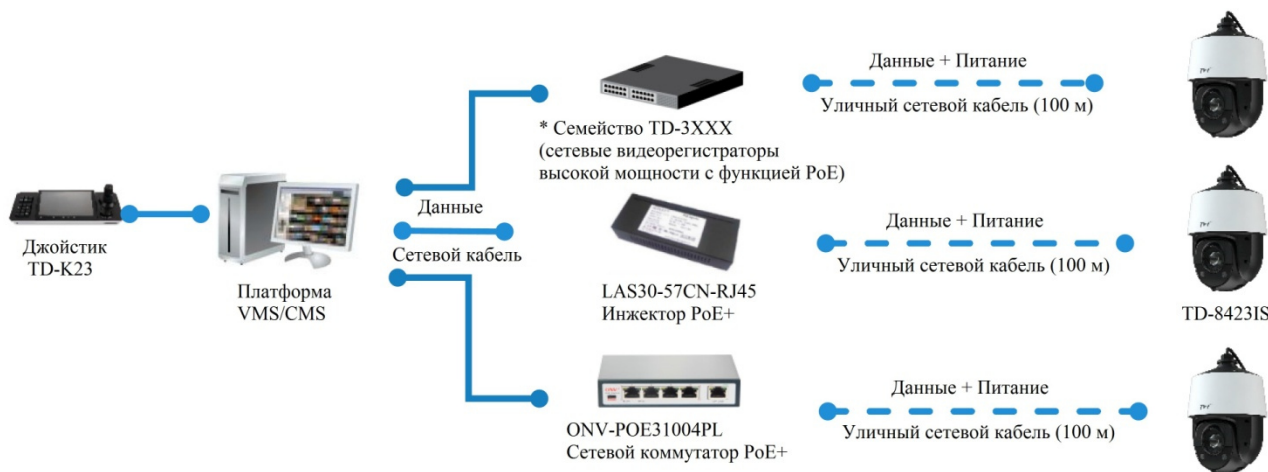 Джойстик
TD-K23
Платформа
VMS/CMS
Данные
Сетевой кабель
* Семейство TD-3XXX
(сетевые видеорегистраторы
высокой мощности с функцией PoE)
Данные + Питание
Уличный сетевой кабель (100 м)
LAS30-57CN-RJ45
Инжектор PoE+
Данные + Питание
Уличный сетевой кабель (100 м)
TD-8423IS
ONV-POE31004PL
Сетевой коммутатор PoE+
Данные + Питание
Уличный сетевой кабель (100 м)